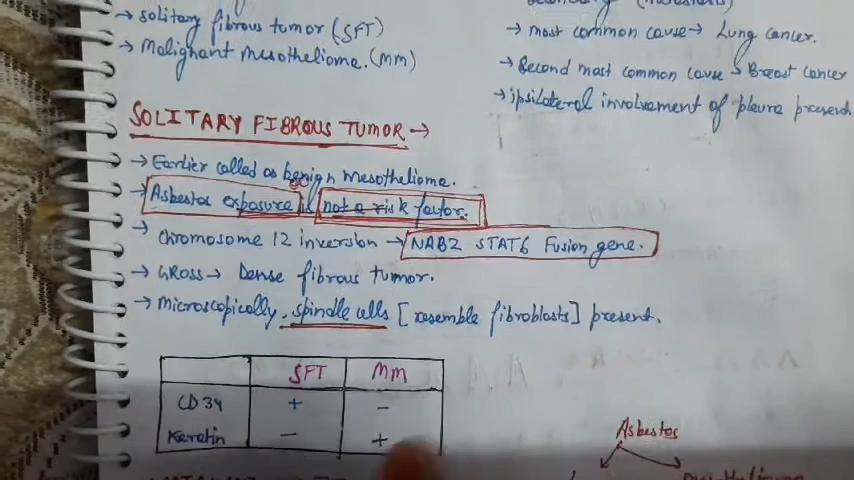 → solitary fibrous tumor (SFT)
→ Malignant mesothelioma. (MM)
→ most common cause → Lung cancer.
→ Second most common cause → Breast cancer
→ ipsilateral involvement of pleura present
SOLITARY FIBROUS TUMOR →
→ Earlier called as benign mesothelioma.
→ Asbestos exposure is not a risk factor.
→ chromosome 12 inversion → NAB2 STAT6 Fusion gene.
→ GROSS → Dense fibrous tumor.
→ Microscopically, spindle cells [resemble fibroblasts] present.
SFT MM
CD34 + -
Keratin - +
Asbestos